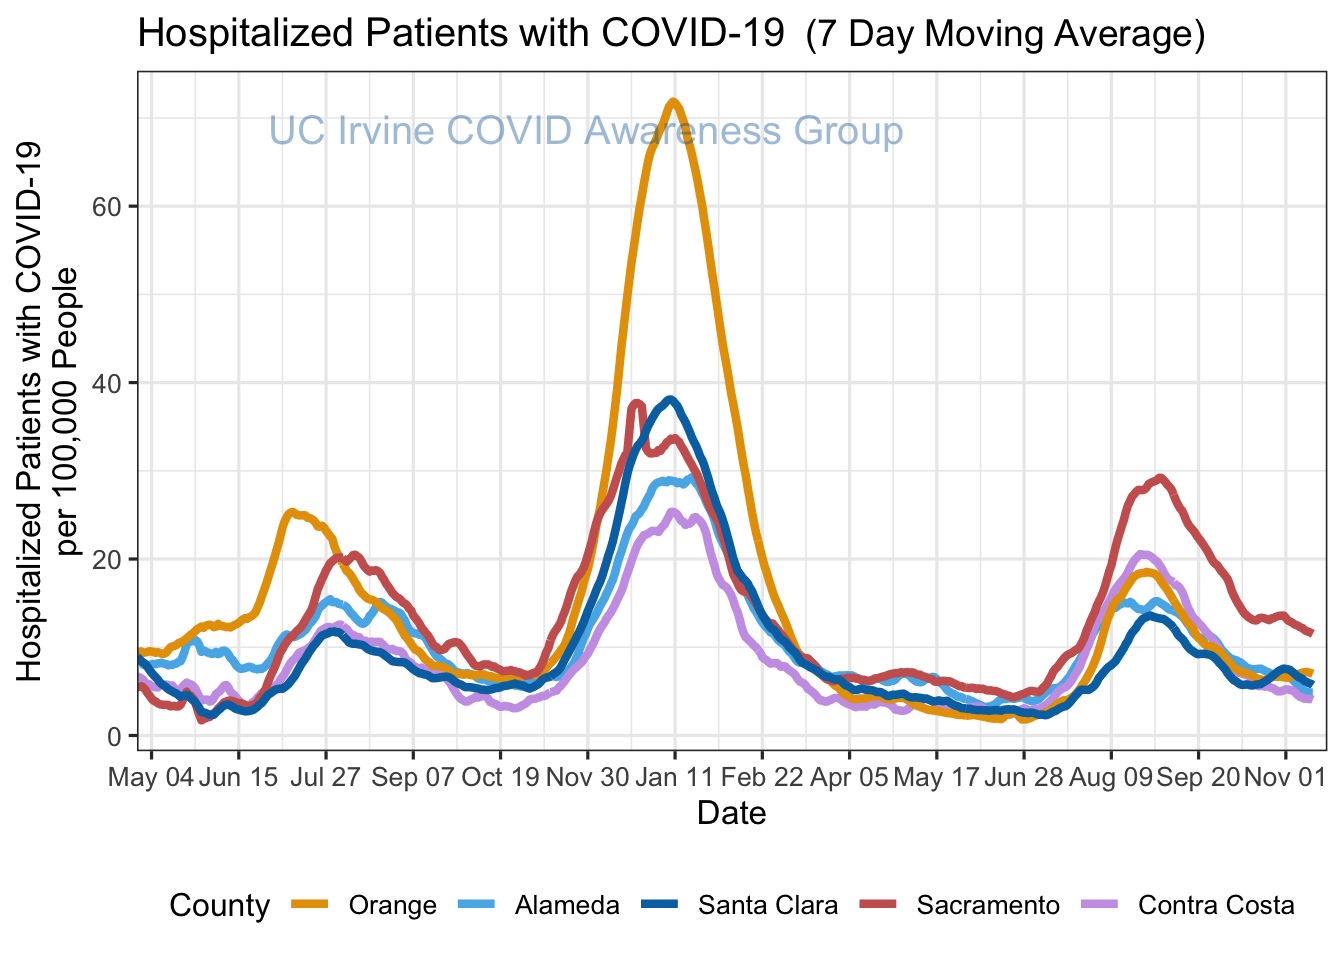 Hospitalized Patients with COVID-19 (7 Day Moving Average)
UC Irvine COVID Awareness Group
Hospitalized Patients with COVID-19
per 100,000 People
60
40
20
0
May 04 Jun 15 Jul 27 Sep 07 Oct 19 Nov 30 Jan 11 Feb 22 Apr 05 May 17 Jun 28 Aug 09 Sep 20 Nov 01
Date
County Orange Alameda Santa Clara Sacramento Contra Costa